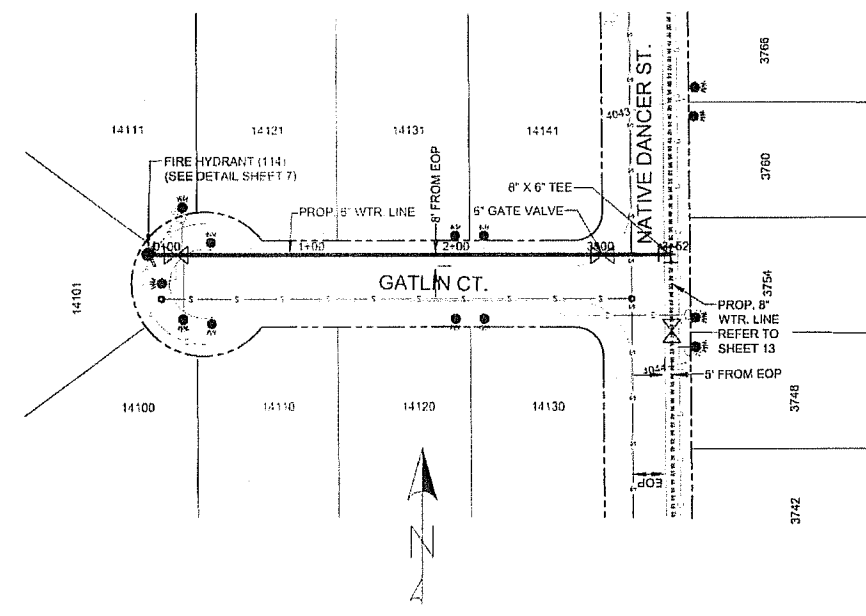 3766
NATIVE DANCER ST.
4043
14111
14121
14131
14141
FIRE HYDRANT (114)
(SEE DETAIL SHEET 7)
8' FROM EOP
8" X 6" TEE
3760
PROP. 6" WTR. LINE
6" GATE VALVE
0+00
1+00
2+00
3+00
3+52
GATLIN CT.
14101
3754
PROP. 8"
WTR. LINE
REFER TO
SHEET 13
5' FROM EOP
14100
14110
14120
14130
3748
EOP
3742
N